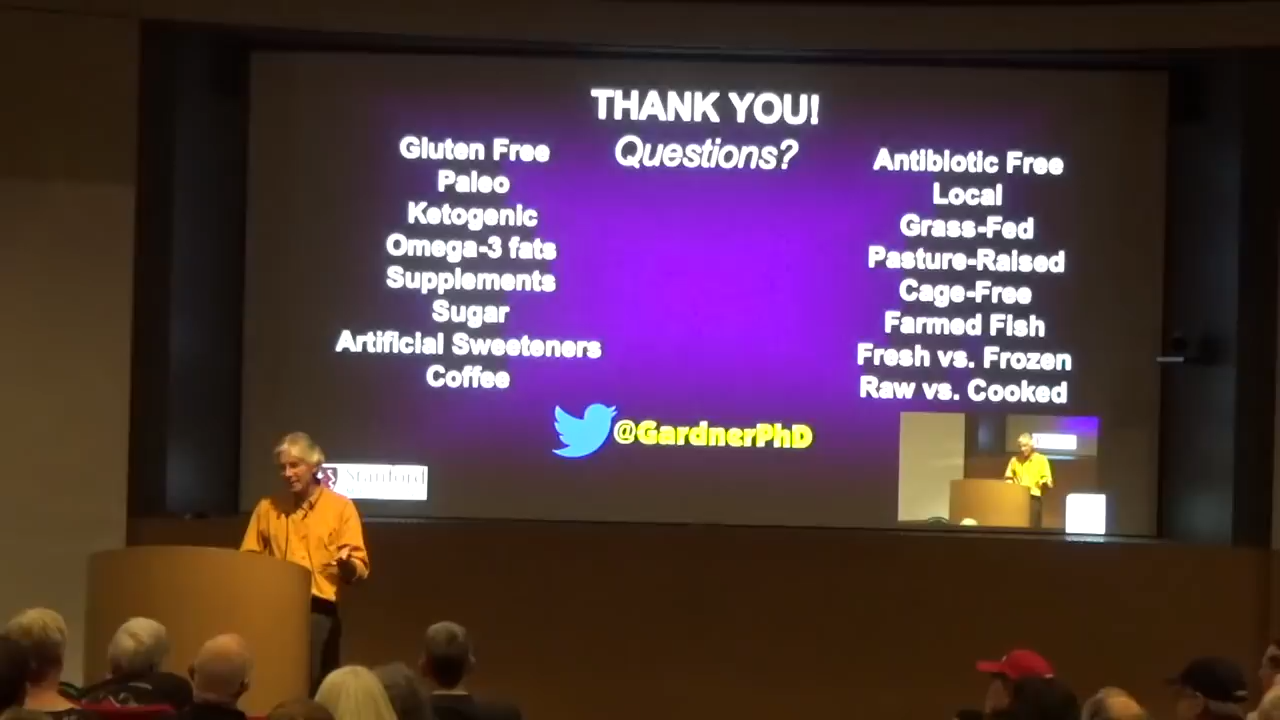 THANK YOU!
Questions?
Gluten Free
Paleo
Ketogenic
Omega-3 fats
Supplements
Sugar
Artificial Sweeteners
Coffee
Antibiotic Free
Local
Grass-Fed
Pasture-Raised
Cage-Free
Farmed Fish
Fresh vs. Frozen
Raw vs. Cooked
@GardnerPhD
Stanford